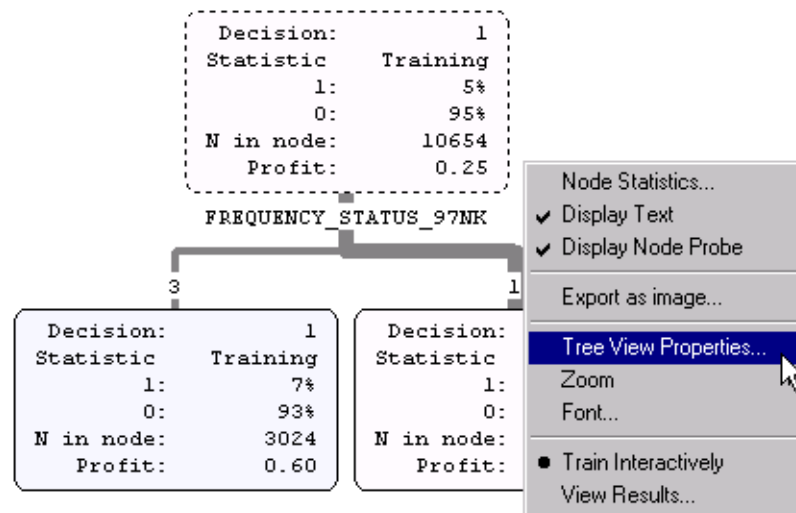 Decision: 1
Statistic Training
1: 5%
0: 95%
N in node: 10654
Profit: 0.25
FREQUENCY_STATUS_97NK
3
1
Decision: 1
Statistic Training
1: 7%
0: 93%
N in node: 3024
Profit: 0.60
Decision:
Statistic
1:
0:
N in node:
Profit:
Node Statistics...
Display Text
Display Node Probe
Export as image...
Tree View Properties...
Zoom
Font...
Train Interactively
View Results...